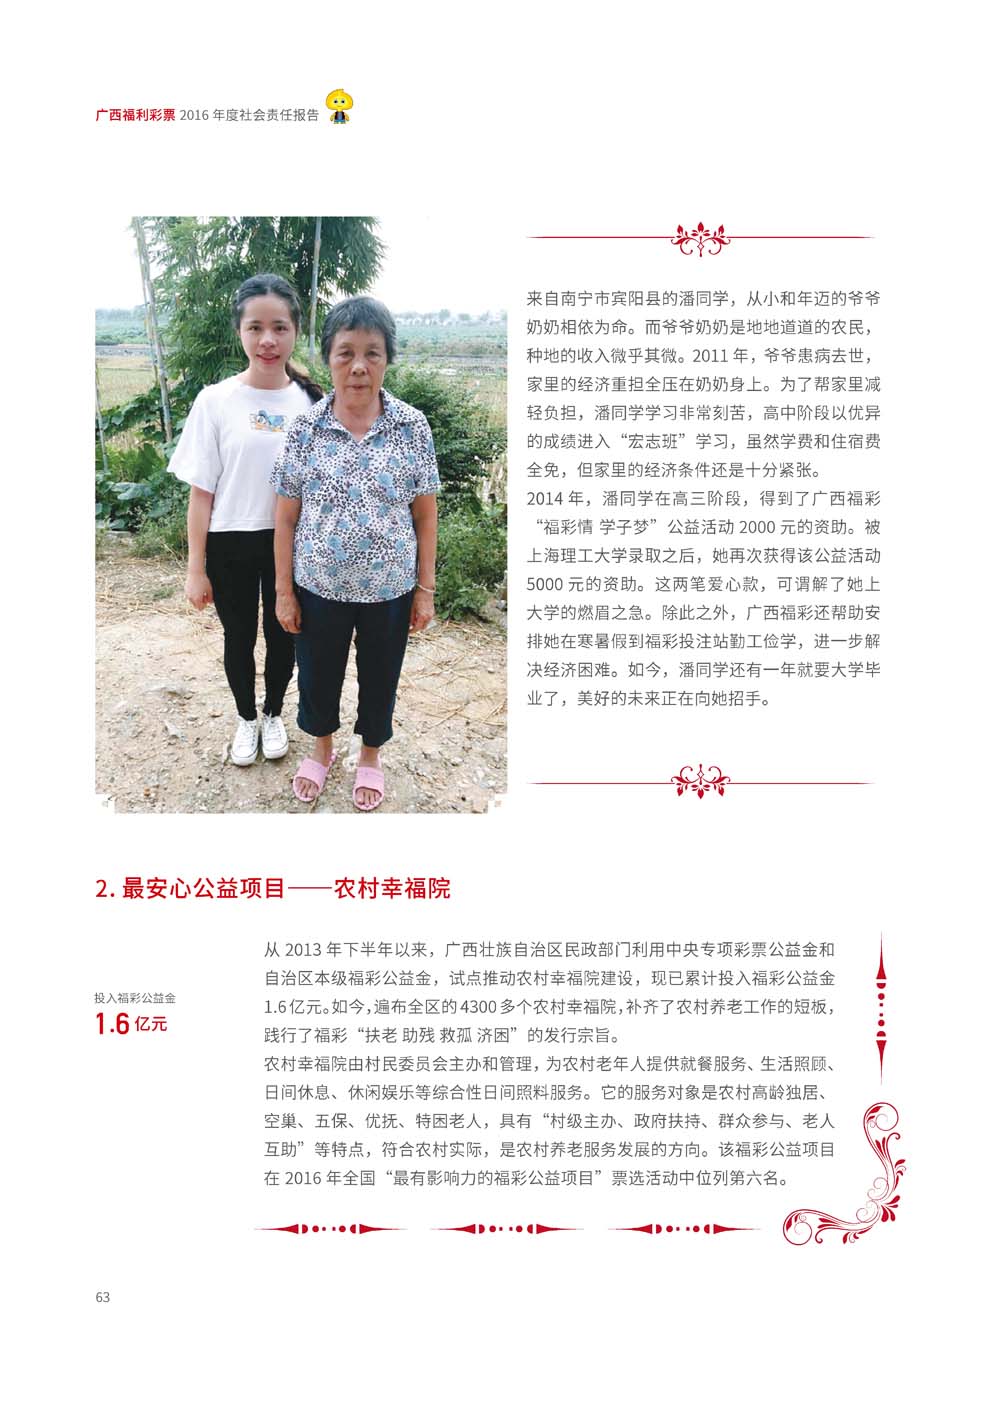 广西福利彩票 2016 年度社会责任报告
来自南宁市宾阳县的潘同学，从小和年迈的爷爷
奶奶相依为命。而爷爷奶奶是地地道道的农民，
种地的收入微乎其微。2011 年，爷爷患病去世，
家里的经济重担全压在奶奶身上。为了帮家里减
轻负担，潘同学学习非常刻苦，高中阶段以优异
的成绩进入“宏志班”学习，虽然学费和住宿费
全免，但家里的经济条件还是十分紧张。
2014 年，潘同学在高三阶段，得到了广西福彩
“福彩情 学子梦”公益活动 2000 元的资助。被
上海理工大学录取之后，她再次获得该公益活动
5000 元的资助。这两笔爱心款，可谓解了她上
大学的燃眉之急。除此之外，广西福彩还帮助安
排她在寒暑假到福彩投注站勤工俭学，进一步解
决经济困难。如今，潘同学还有一年就要大学毕
业了，美好的未来正在向她招手。
2. 最安心公益项目——农村幸福院
投入福彩公益金
1.6 亿元
从 2013 年下半年以来，广西壮族自治区民政部门利用中央专项彩票公益金和
自治区本级福彩公益金，试点推动农村幸福院建设，现已累计投入福彩公益金
1.6 亿元。如今，遍布全区的 4300 多个农村幸福院，补齐了农村养老工作的短板，
践行了福彩“扶老 助残 救孤 济困”的发行宗旨。
农村幸福院由村民委员会主办和管理，为农村老年人提供就餐服务、生活照顾、
日间休息、休闲娱乐等综合性日间照料服务。它的服务对象是农村高龄独居、
空巢、五保、优抚、特困老人，具有“村级主办、政府扶持、群众参与、老人
互助”等特点，符合农村实际，是农村养老服务发展的方向。该福彩公益项目
在 2016 年全国“最有影响力的福彩公益项目”票选活动中位列第六名。
63